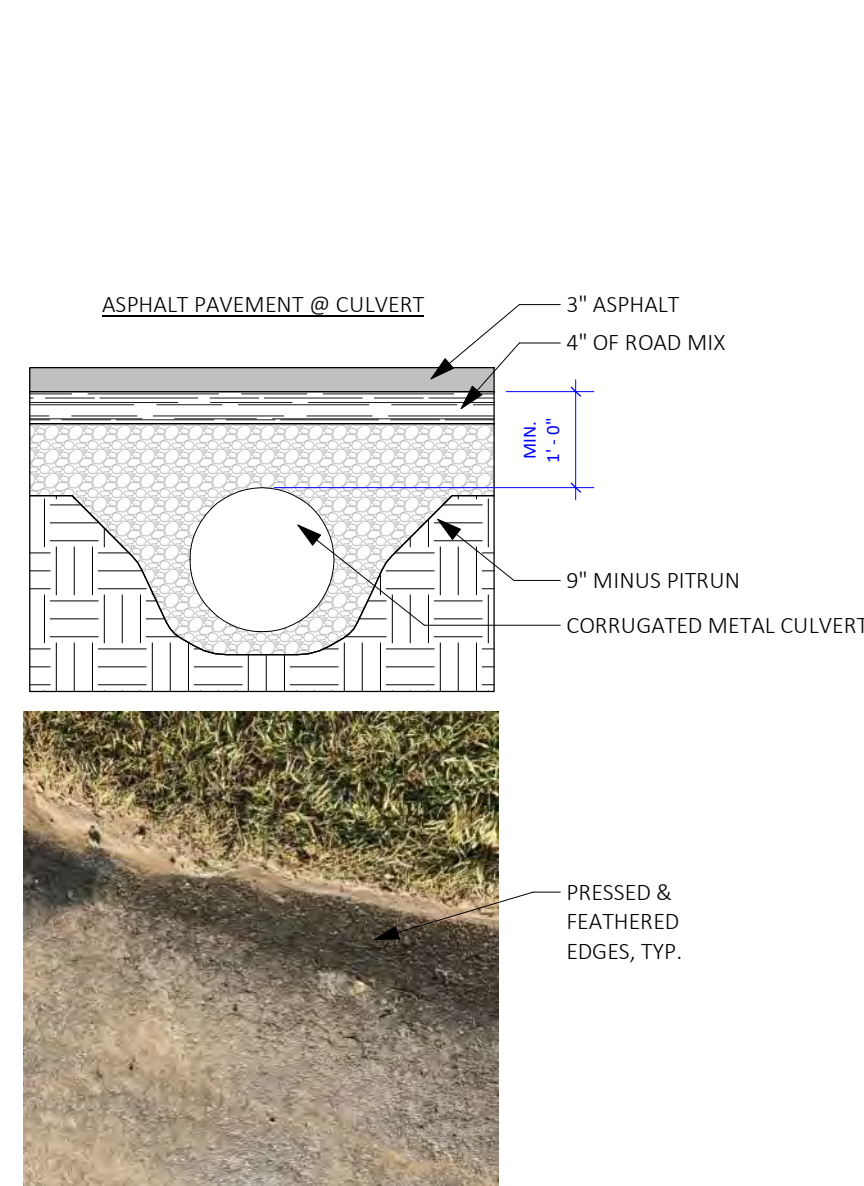 ASPHALT PAVEMENT @ CULVERT
3" ASPHALT
4" OF ROAD MIX
MIN.
1' - 0"
9" MINUS PITRUN
CORRUGATED METAL CULVERT
PRESSED &
FEATHERED
EDGES, TYP.